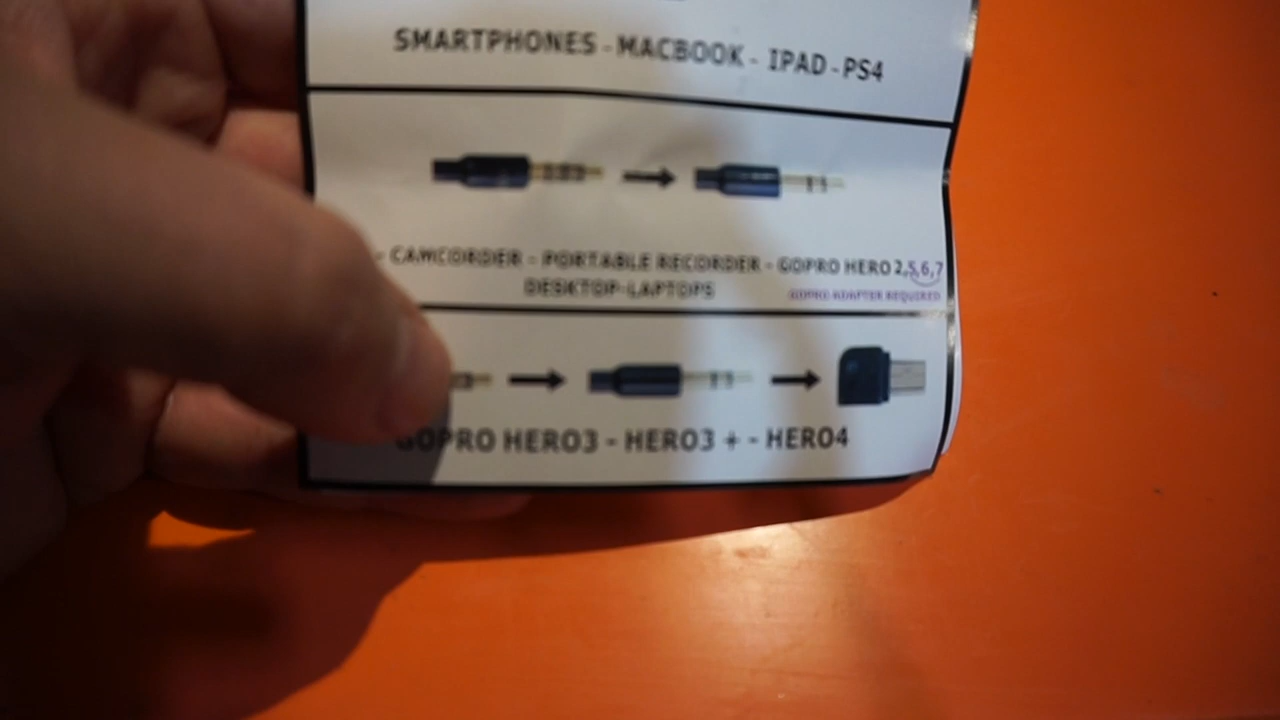 SMARTPHONES - MACBOOK - IPAD - PS4
- CAMCORDER - PORTABLE RECORDER - GOPRO HERO 2,5,6,7
DESKTOP-LAPTOPS
GOPRO ADAPTER REQUIRED
GOPRO HERO3 - HERO3 + - HERO4